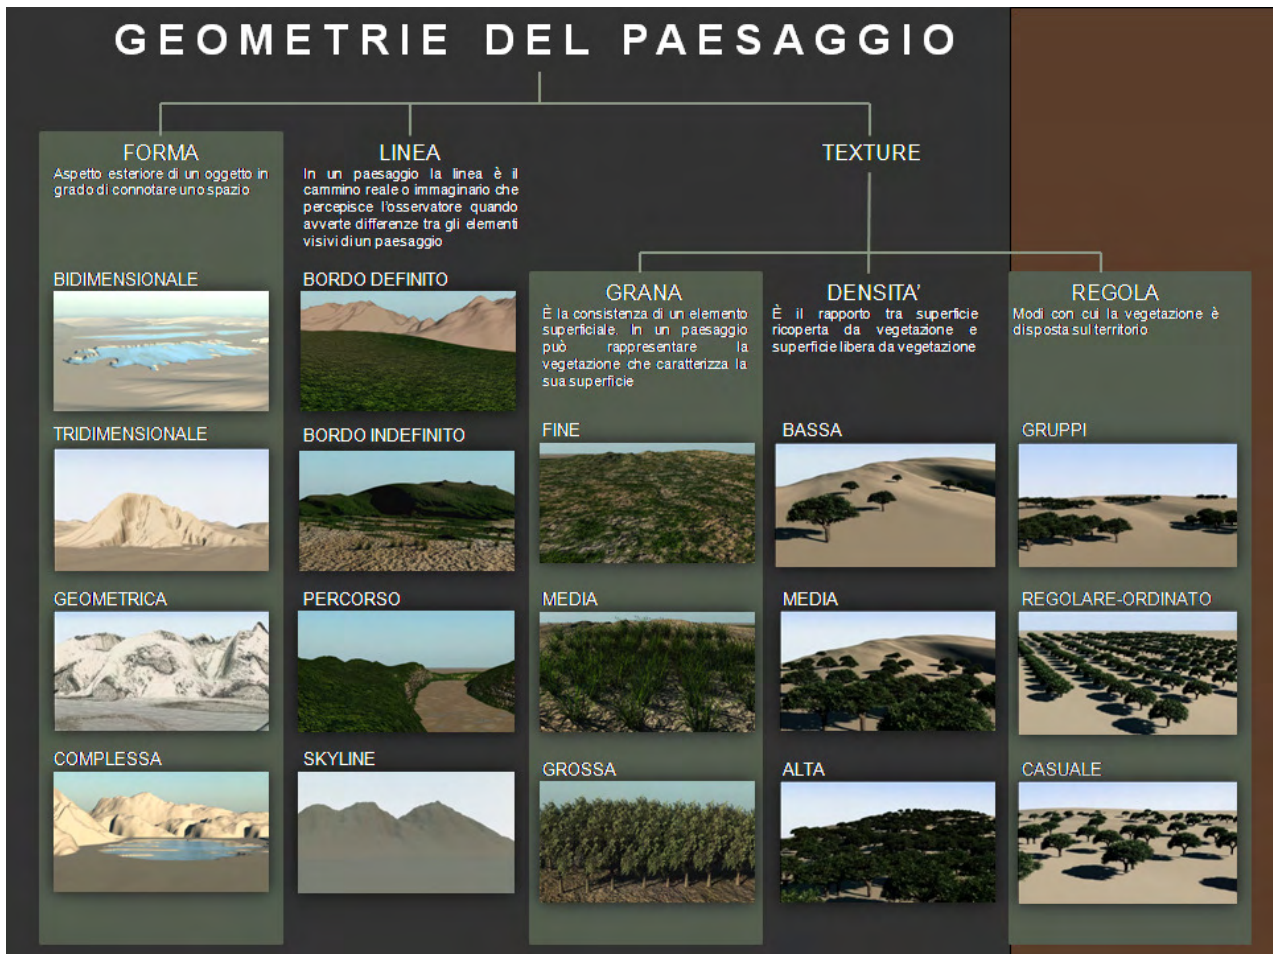 GEOMETRIE DEL PAESAGGIO
FORMA
Aspetto esteriore di un oggetto in
grado di connotare uno spazio
BIDIMENSIONALE
TRIDIMENSIONALE
GEOMETRICA
COMPLESSA
LINEA
In un paesaggio la linea è il
cammino reale o immaginario che
percepisce l'osservatore quando
avverte differenze tra gli elementi
visivi di un paesaggio
BORDO DEFINITO
BORDO INDEFINITO
PERCORSO
SKYLINE
TEXTURE
GRANA
È la consistenza di un elemento
superficiale. In un paesaggio
può rappresentare la
vegetazione che caratterizza la
sua superficie
FINE
MEDIA
GROSSA
DENSITA'
È il rapporto tra superficie
ricoperta da vegetazione e
superficie libera da vegetazione
BASSA
MEDIA
ALTA
REGOLA
Modi con cui la vegetazione è
disposta sul territorio
GRUPPI
REGOLARE-ORDINATO
CASUALE